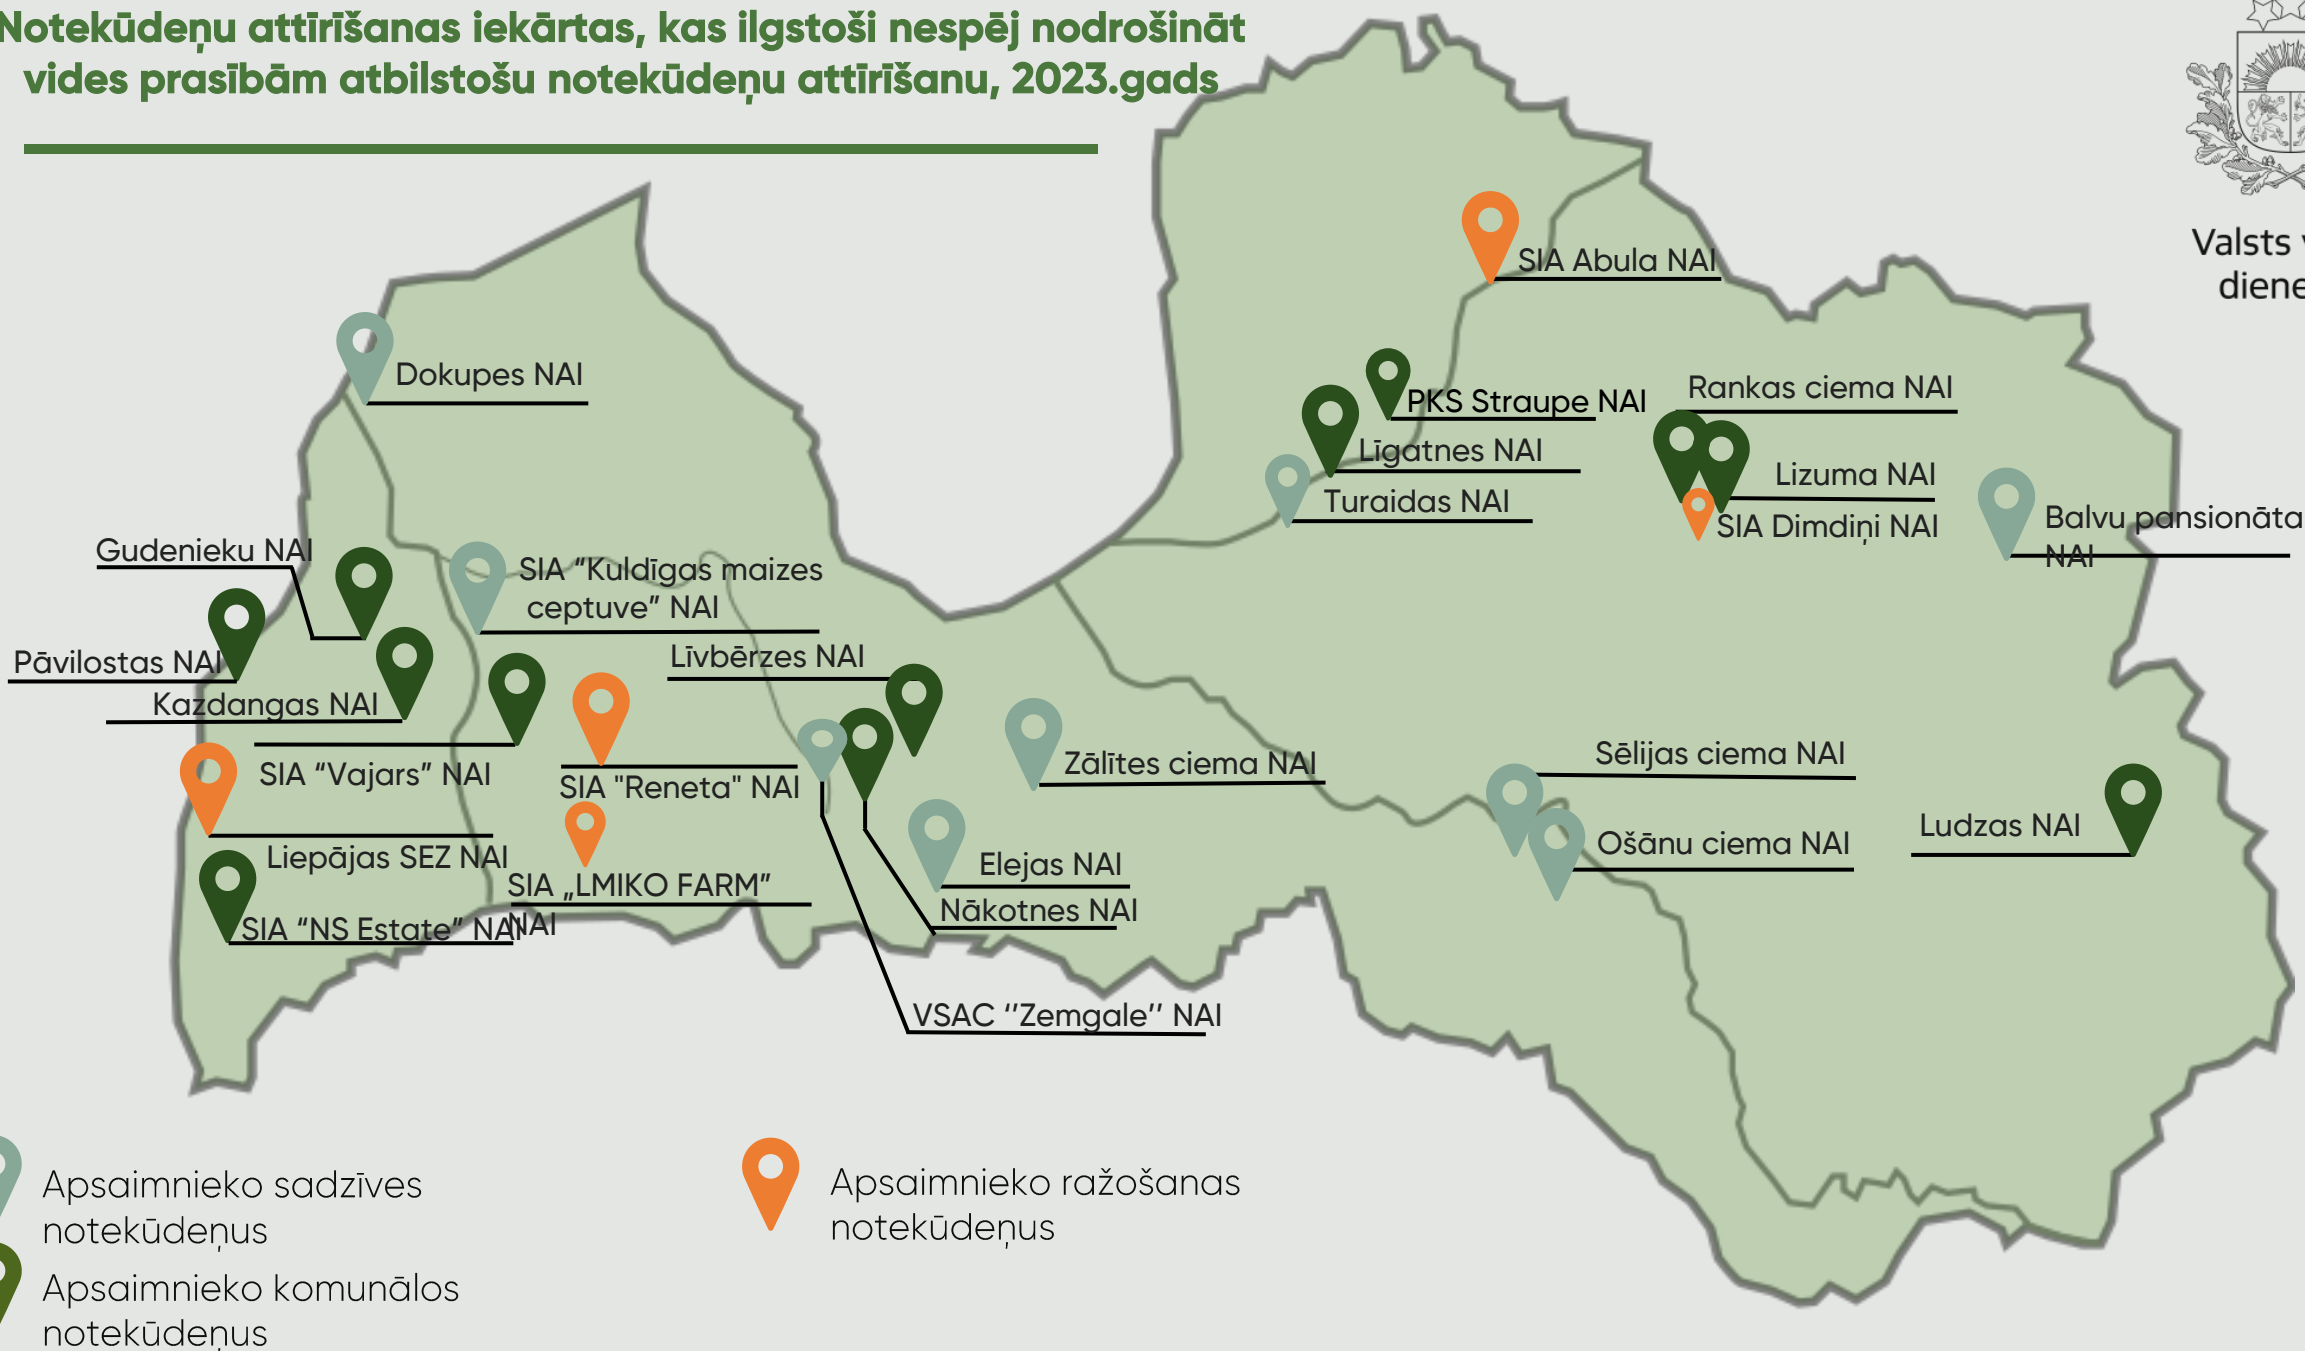 Notekūdeņu attīrīšanas iekārtas, kas ilgstoši nespēj nodrošināt
vides prasībām atbilstošu notekūdeņu attīrīšanu, 2023.gads
Valsts
diene
SIA Abula NAI
Dokupes NAI
PKS Straupe NAI
Rankas ciema NAI
Līgatnes NAI
Lizuma NAI
Turaidas NAI
SIA Dimdiņi NAI
Balvu pansionāta
NAI
Gudenieku NAI
SIA “Kuldīgas maizes
ceptuve” NAI
Pāvilostas NAI
Līvbērzes NAI
Kazdangas NAI
SIA “Vajars” NAI
SIA "Reneta" NAI
Zālītes ciema NAI
Sēlijas ciema NAI
Liepājas SEZ NAI
Ošānu ciema NAI
Ludzas NAI
Elejas NAI
SIA „LMIKO FARM”
NAI
Nākotnes NAI
SIA “NS Estate” NAI
VSAC ''Zemgale'' NAI
Apsaimnieko sadzīves
notekūdeņus
Apsaimnieko ražošanas
notekūdeņus
Apsaimnieko komunālos
notekūdeņus